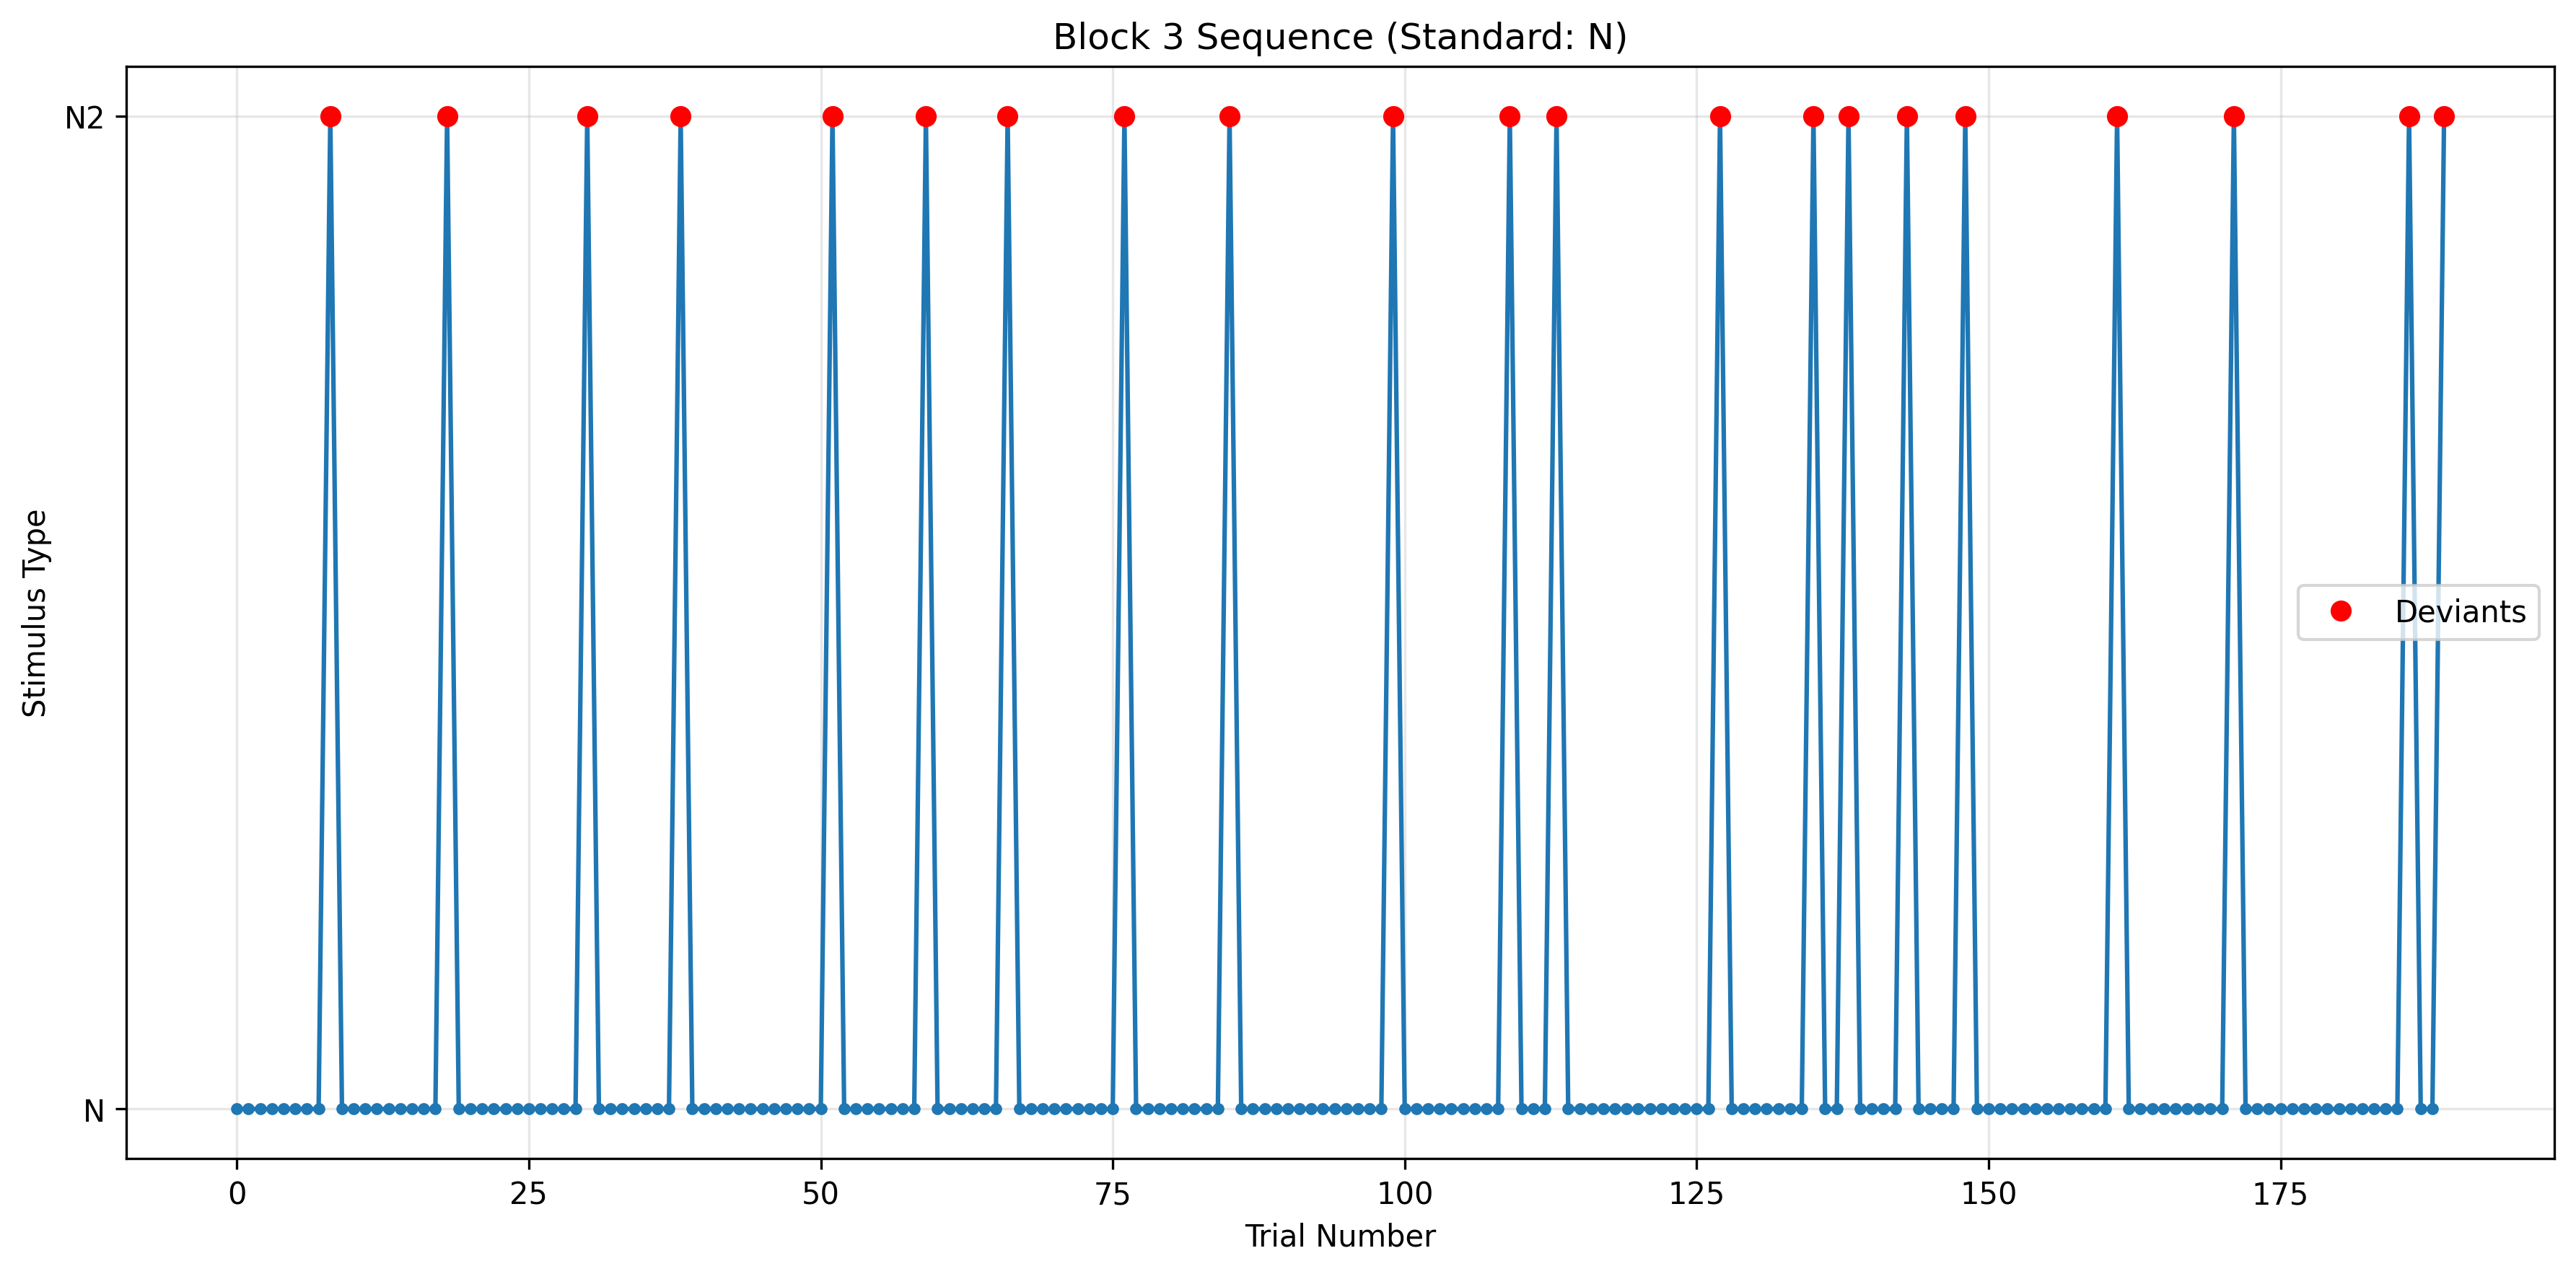 Block 3 Sequence (Standard: N)
N2
Stimulus Type
Deviants
N
0 25 50 75 100 125 150 175
Trial Number